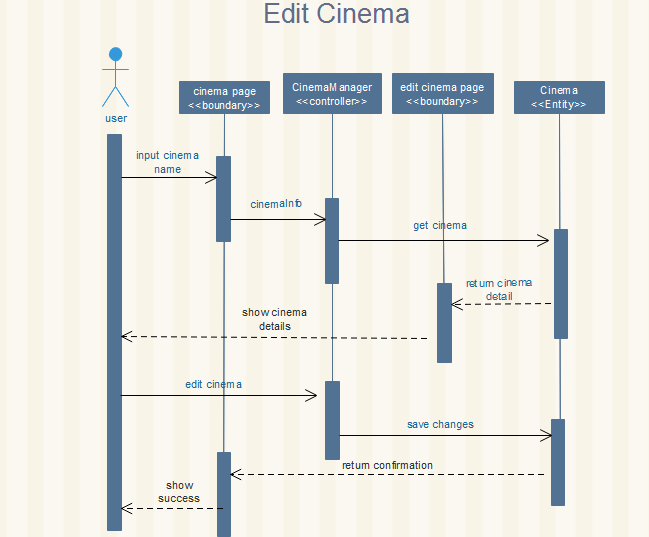 Edit Cinema
user
cinema page
<<boundary>>
CinemaManager
<<controller>>
edit cinema page
<<boundary>>
Cinema
<<Entity>>
input cinema
name
cinemaInfo
get cinema
return cinema
detail
show cinema
details
edit cinema
save changes
return confirmation
show
success